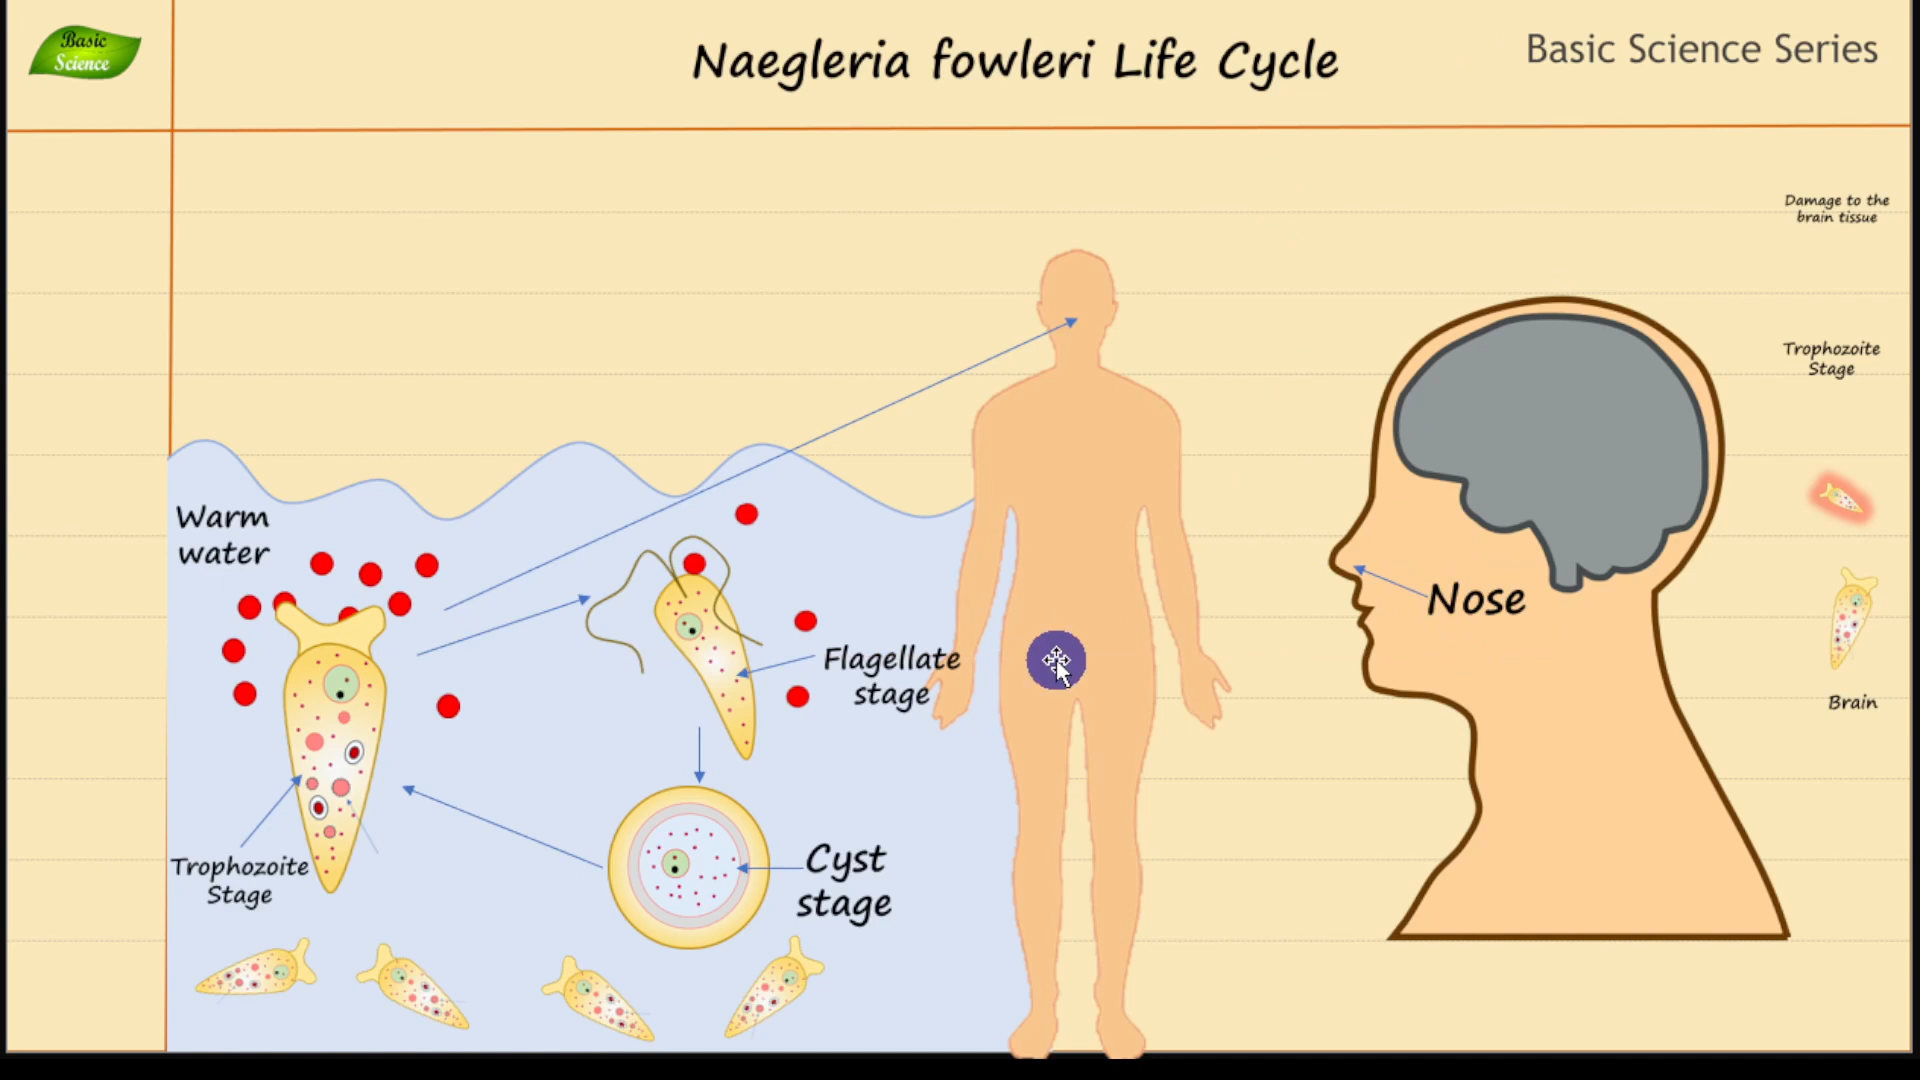 Basic
Science
Naegleria fowleri Life Cycle
Basic Science Series
Damage to the
brain tissue
Trophozoite
Stage
Warm
water
Nose
Flagellate
stage
Brain
Trophozoite
Stage
Cyst
stage